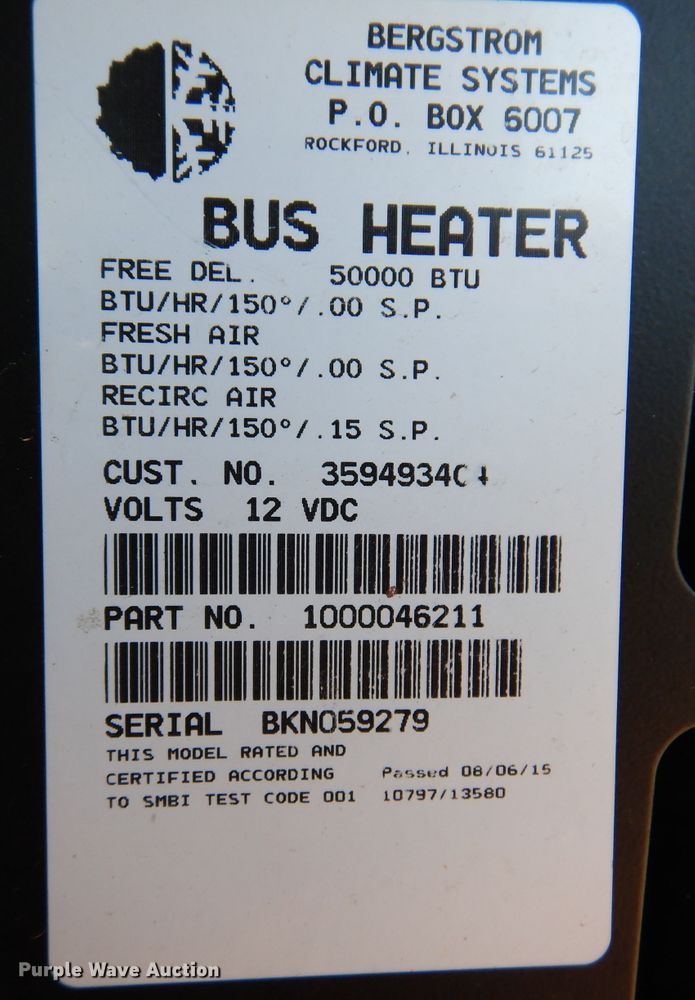 BERGSTROM
CLIMATE SYSTEMS
P.O. BOX 6007
ROCKFORD, ILLINOIS 61125
BUS HEATER
FREE DEL. 50000 BTU
BTU/HR/150°/.00 S.P.
FRESH AIR
BTU/HR/150°/.00 S.P.
RECIRC AIR
BTU/HR/150°/.15 S.P.
CUST. NO.
VOLTS 12 VDC
PART NO. 1000046211
SERIAL BKN059279
THIS MODEL RATED AND
CERTIFIED ACCORDING Passed 08/06/15
TO SMBI TEST CODE 001 10797/13580
Purple Wave Auction